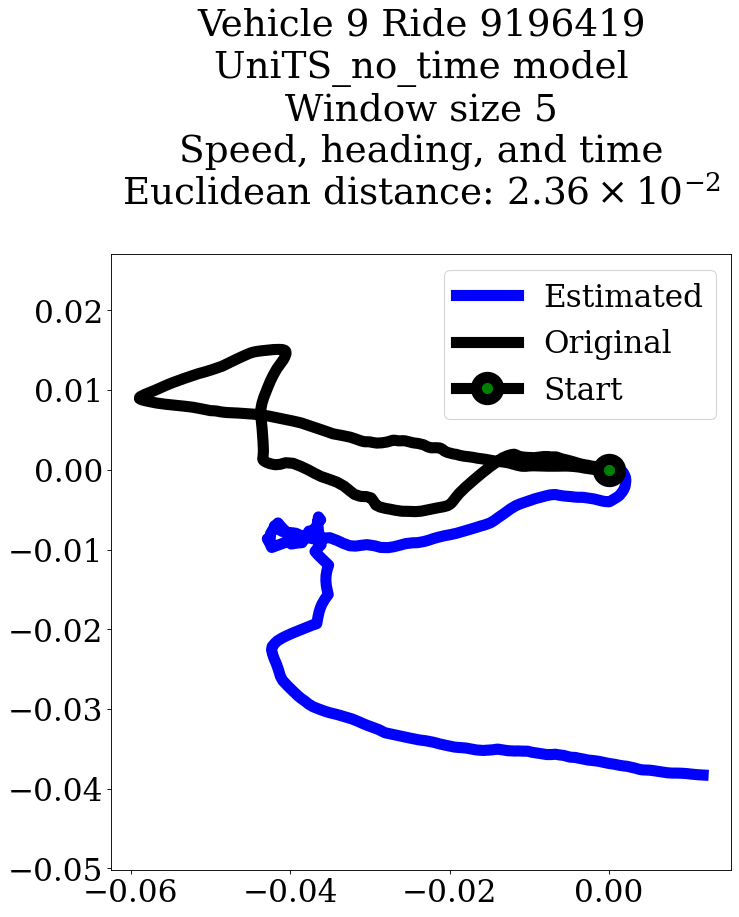 Vehicle 9 Ride 9196419
UniTS_no_time model
Window size 5
Speed, heading, and time
Euclidean distance: 2.36 × 10⁻²
Estimated
Original
Start
0.02
0.01
0.00
−0.01
−0.02
−0.03
−0.04
−0.05
−0.06
−0.04
−0.02
0.00